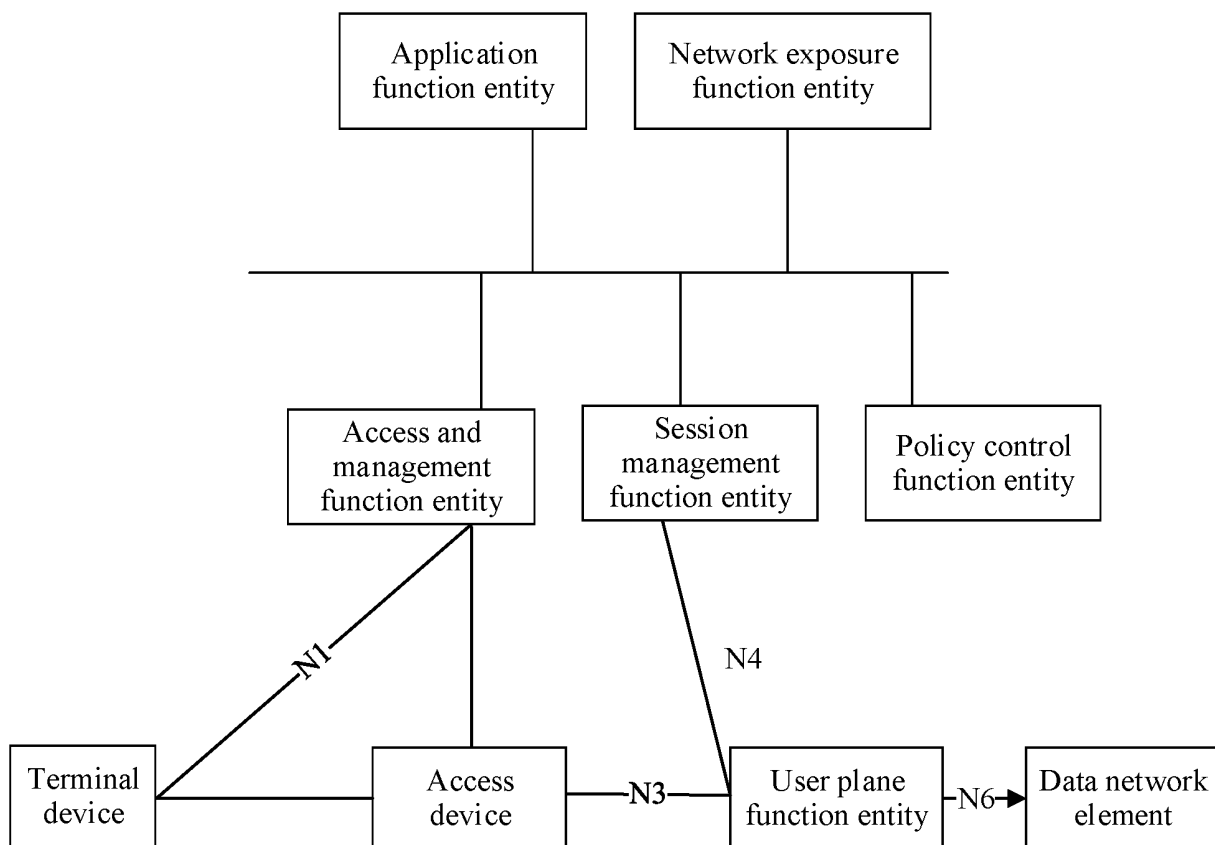 Application
function entity
Network exposure
function entity
Access and
management
function entity
Session
management
function entity
Policy control
function entity
N1
N4
Terminal
device
Access
device
N3
User plane
function entity
N6
Data network
element